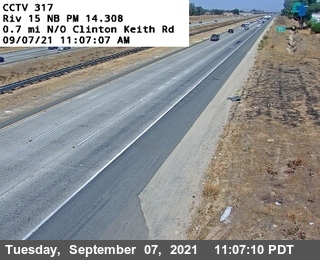 CCTV 317
Riv 15 NB PM 14.308
0.7 mi N/O Clinton Keith Rd
09/07/21 11:07:07 AM
Tuesday, September 07, 2021 11:07:10 PDT